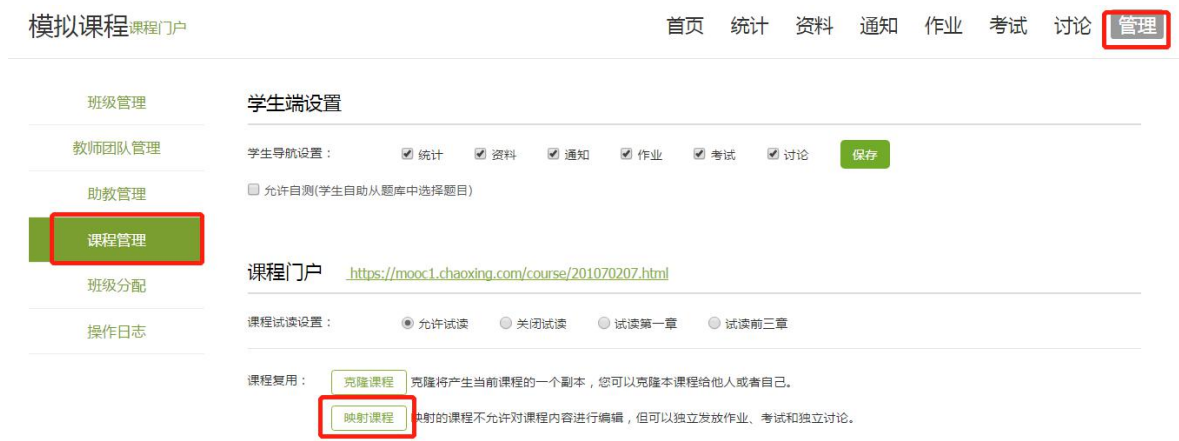 模拟课程课程门户 首页 统计 资料 通知 作业 考试 讨论 管理
班级管理
教师团队管理
助教管理
课程管理
班级分配
操作日志
学生端设置
学生导航设置： 统计 资料 通知 作业 考试 讨论 保存
允许自测(学生自助从题库中选择题目)
课程门户 https://mooc1.chaoxing.com/course/201070207.html
课程试读设置： 允许试读 关闭试读 试读第一章 试读前三章
课程复用： 克隆课程 克隆将产生当前课程的一个副本，您可以克隆本课程给他人或者自己。
映射课程 映射的课程不允许对课程内容进行编辑，但可以独立发放作业、考试和独立讨论。